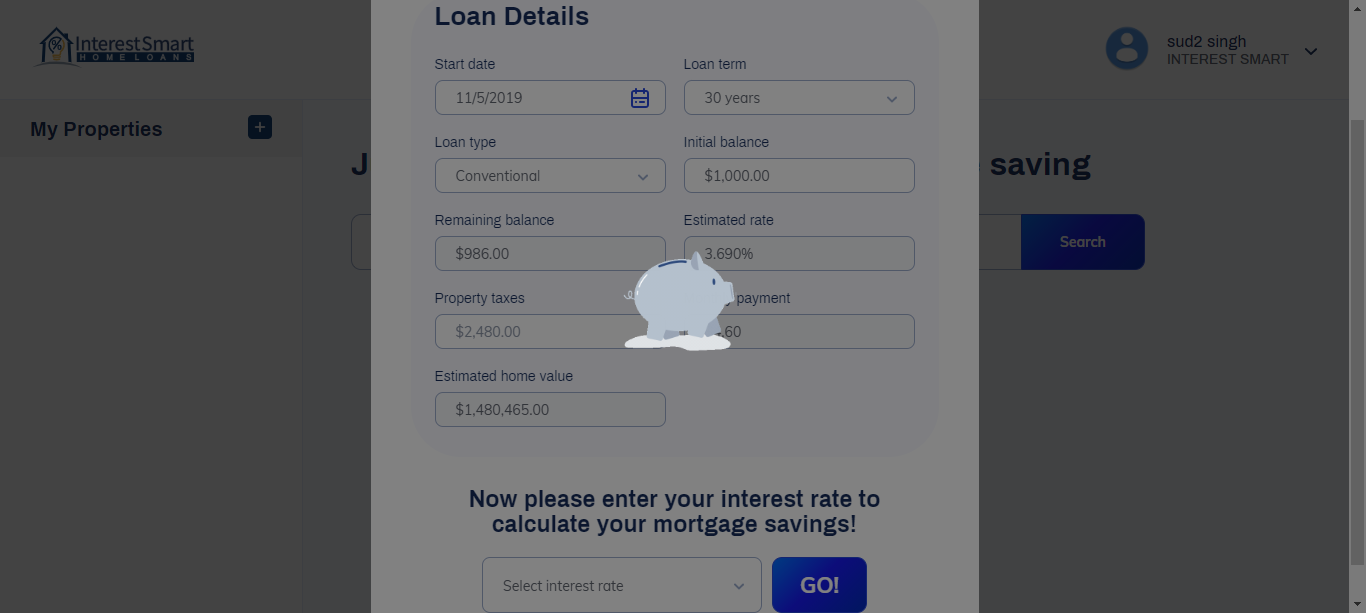 Loan Details
InterestSmart
HOME LOANS
sud2 singh
INTEREST SMART
My Properties
+
J
saving
Search
Start date
Loan term
11/5/2019
30 years
Loan type
Initial balance
Conventional
$1,000.00
Remaining balance
Estimated rate
$986.00
3.690%
Property taxes
payment
$2,480.00
.60
Estimated home value
$1,480,465.00
Now please enter your interest rate to
calculate your mortgage savings!
Select interest rate
GO!